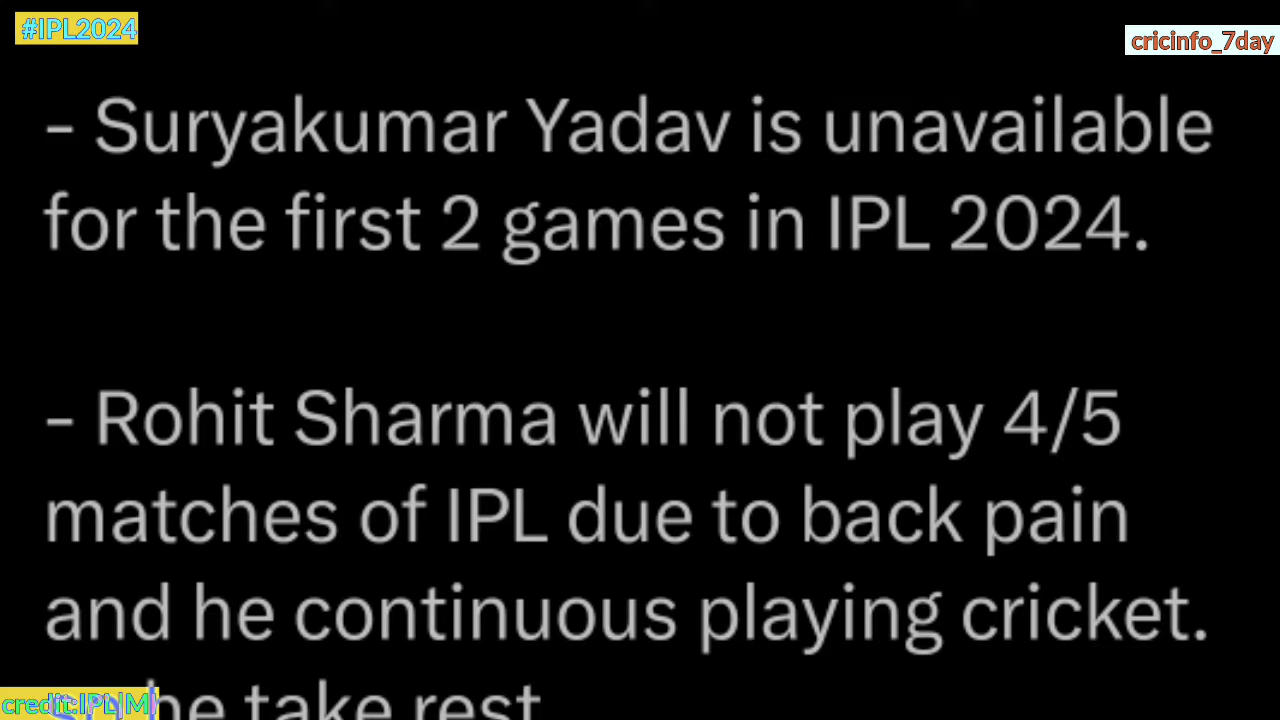 #IPL2024
cricinfo_7day
- Suryakumar Yadav is unavailable
for the first 2 games in IPL 2024.
- Rohit Sharma will not play 4/5
matches of IPL due to back pain
and he continuous playing cricket.
he take rest
credit:IPL|M|